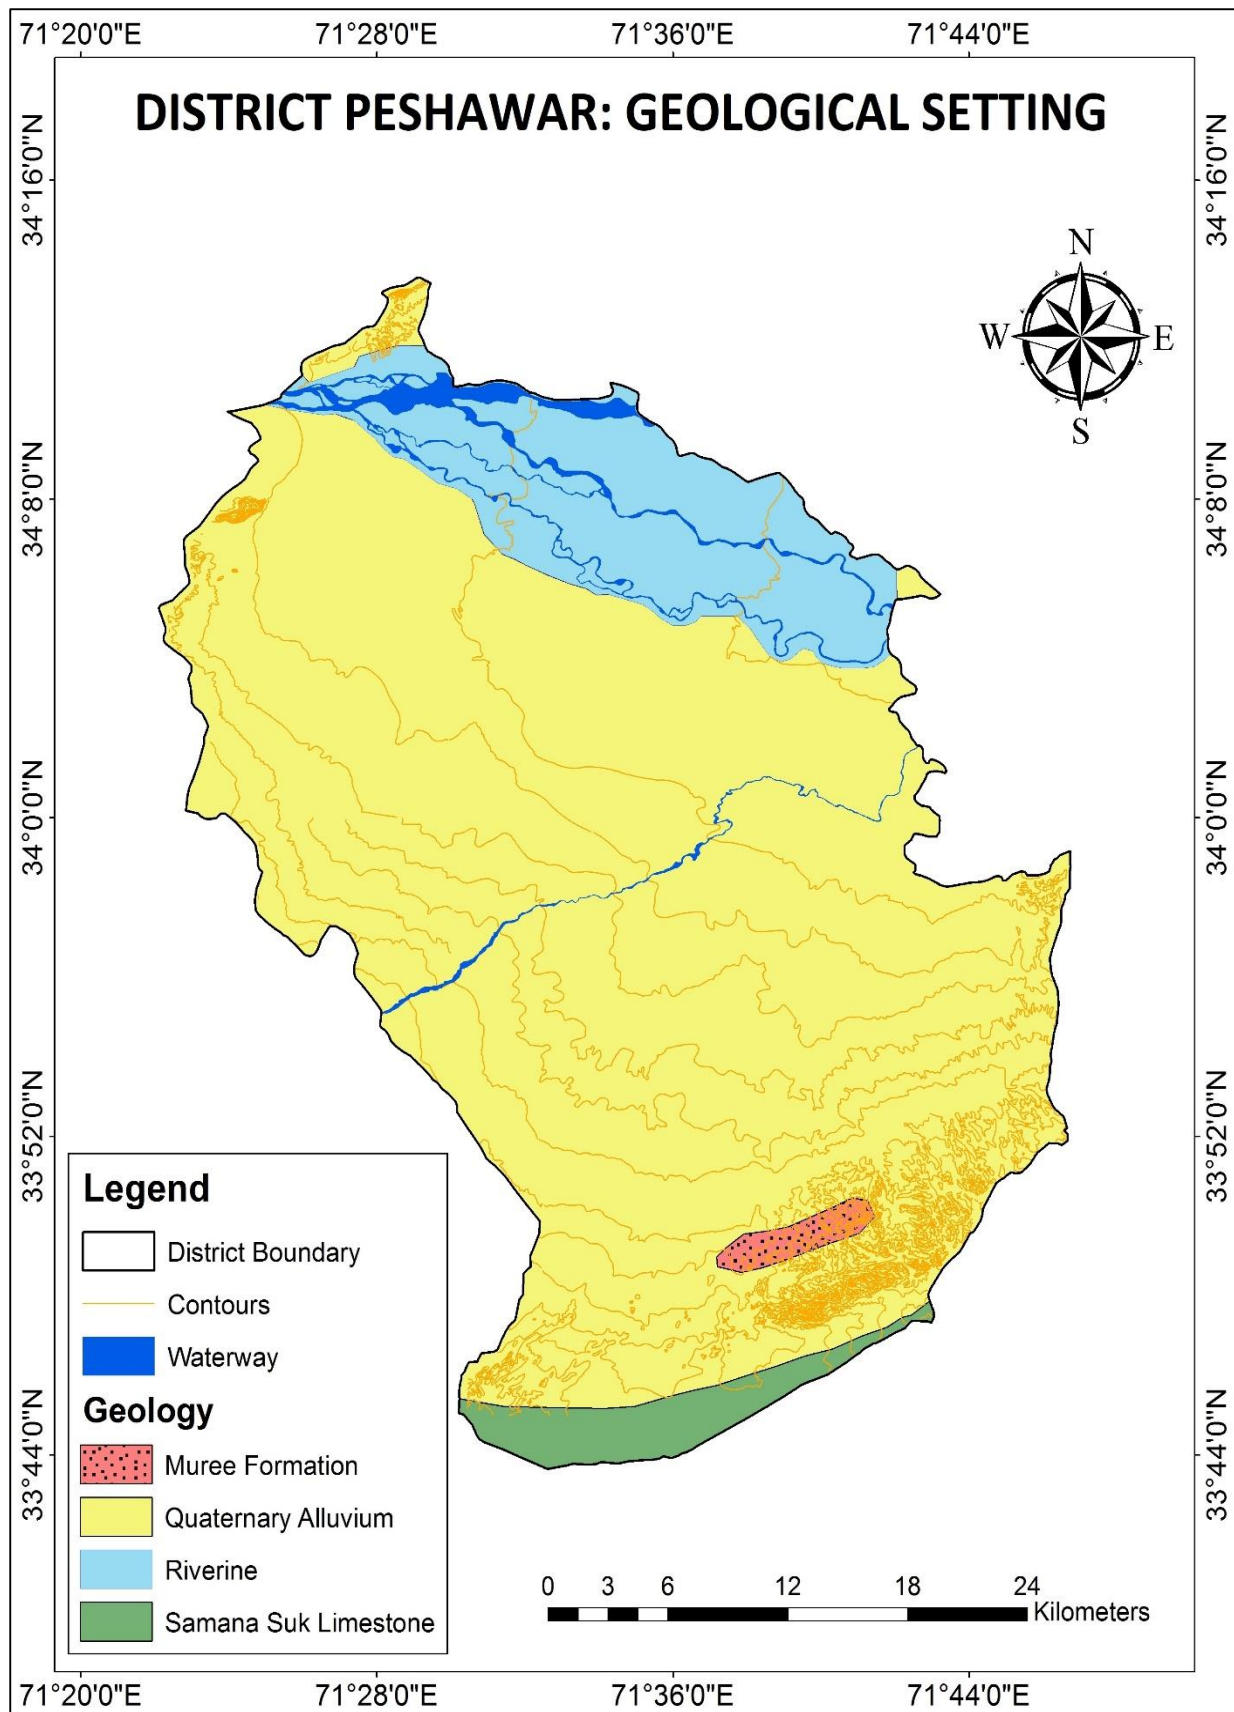 71°20'0"E 71°28'0"E 71°36'0"E 71°44'0"E
DISTRICT PESHAWAR: GEOLOGICAL SETTING
34°16'0"N 34°16'0"N
N
W E
S
34°8'0"N 34°8'0"N
34°0'0"N 34°0'0"N
33°52'0"N 33°52'0"N
Legend
District Boundary
Contours
Waterway
Geology
Muree Formation
Quaternary Alluvium
Riverine
Samana Suk Limestone
33°44'0"N 33°44'0"N
0 3 6 12 18 24
Kilometers
71°20'0"E 71°28'0"E 71°36'0"E 71°44'0"E